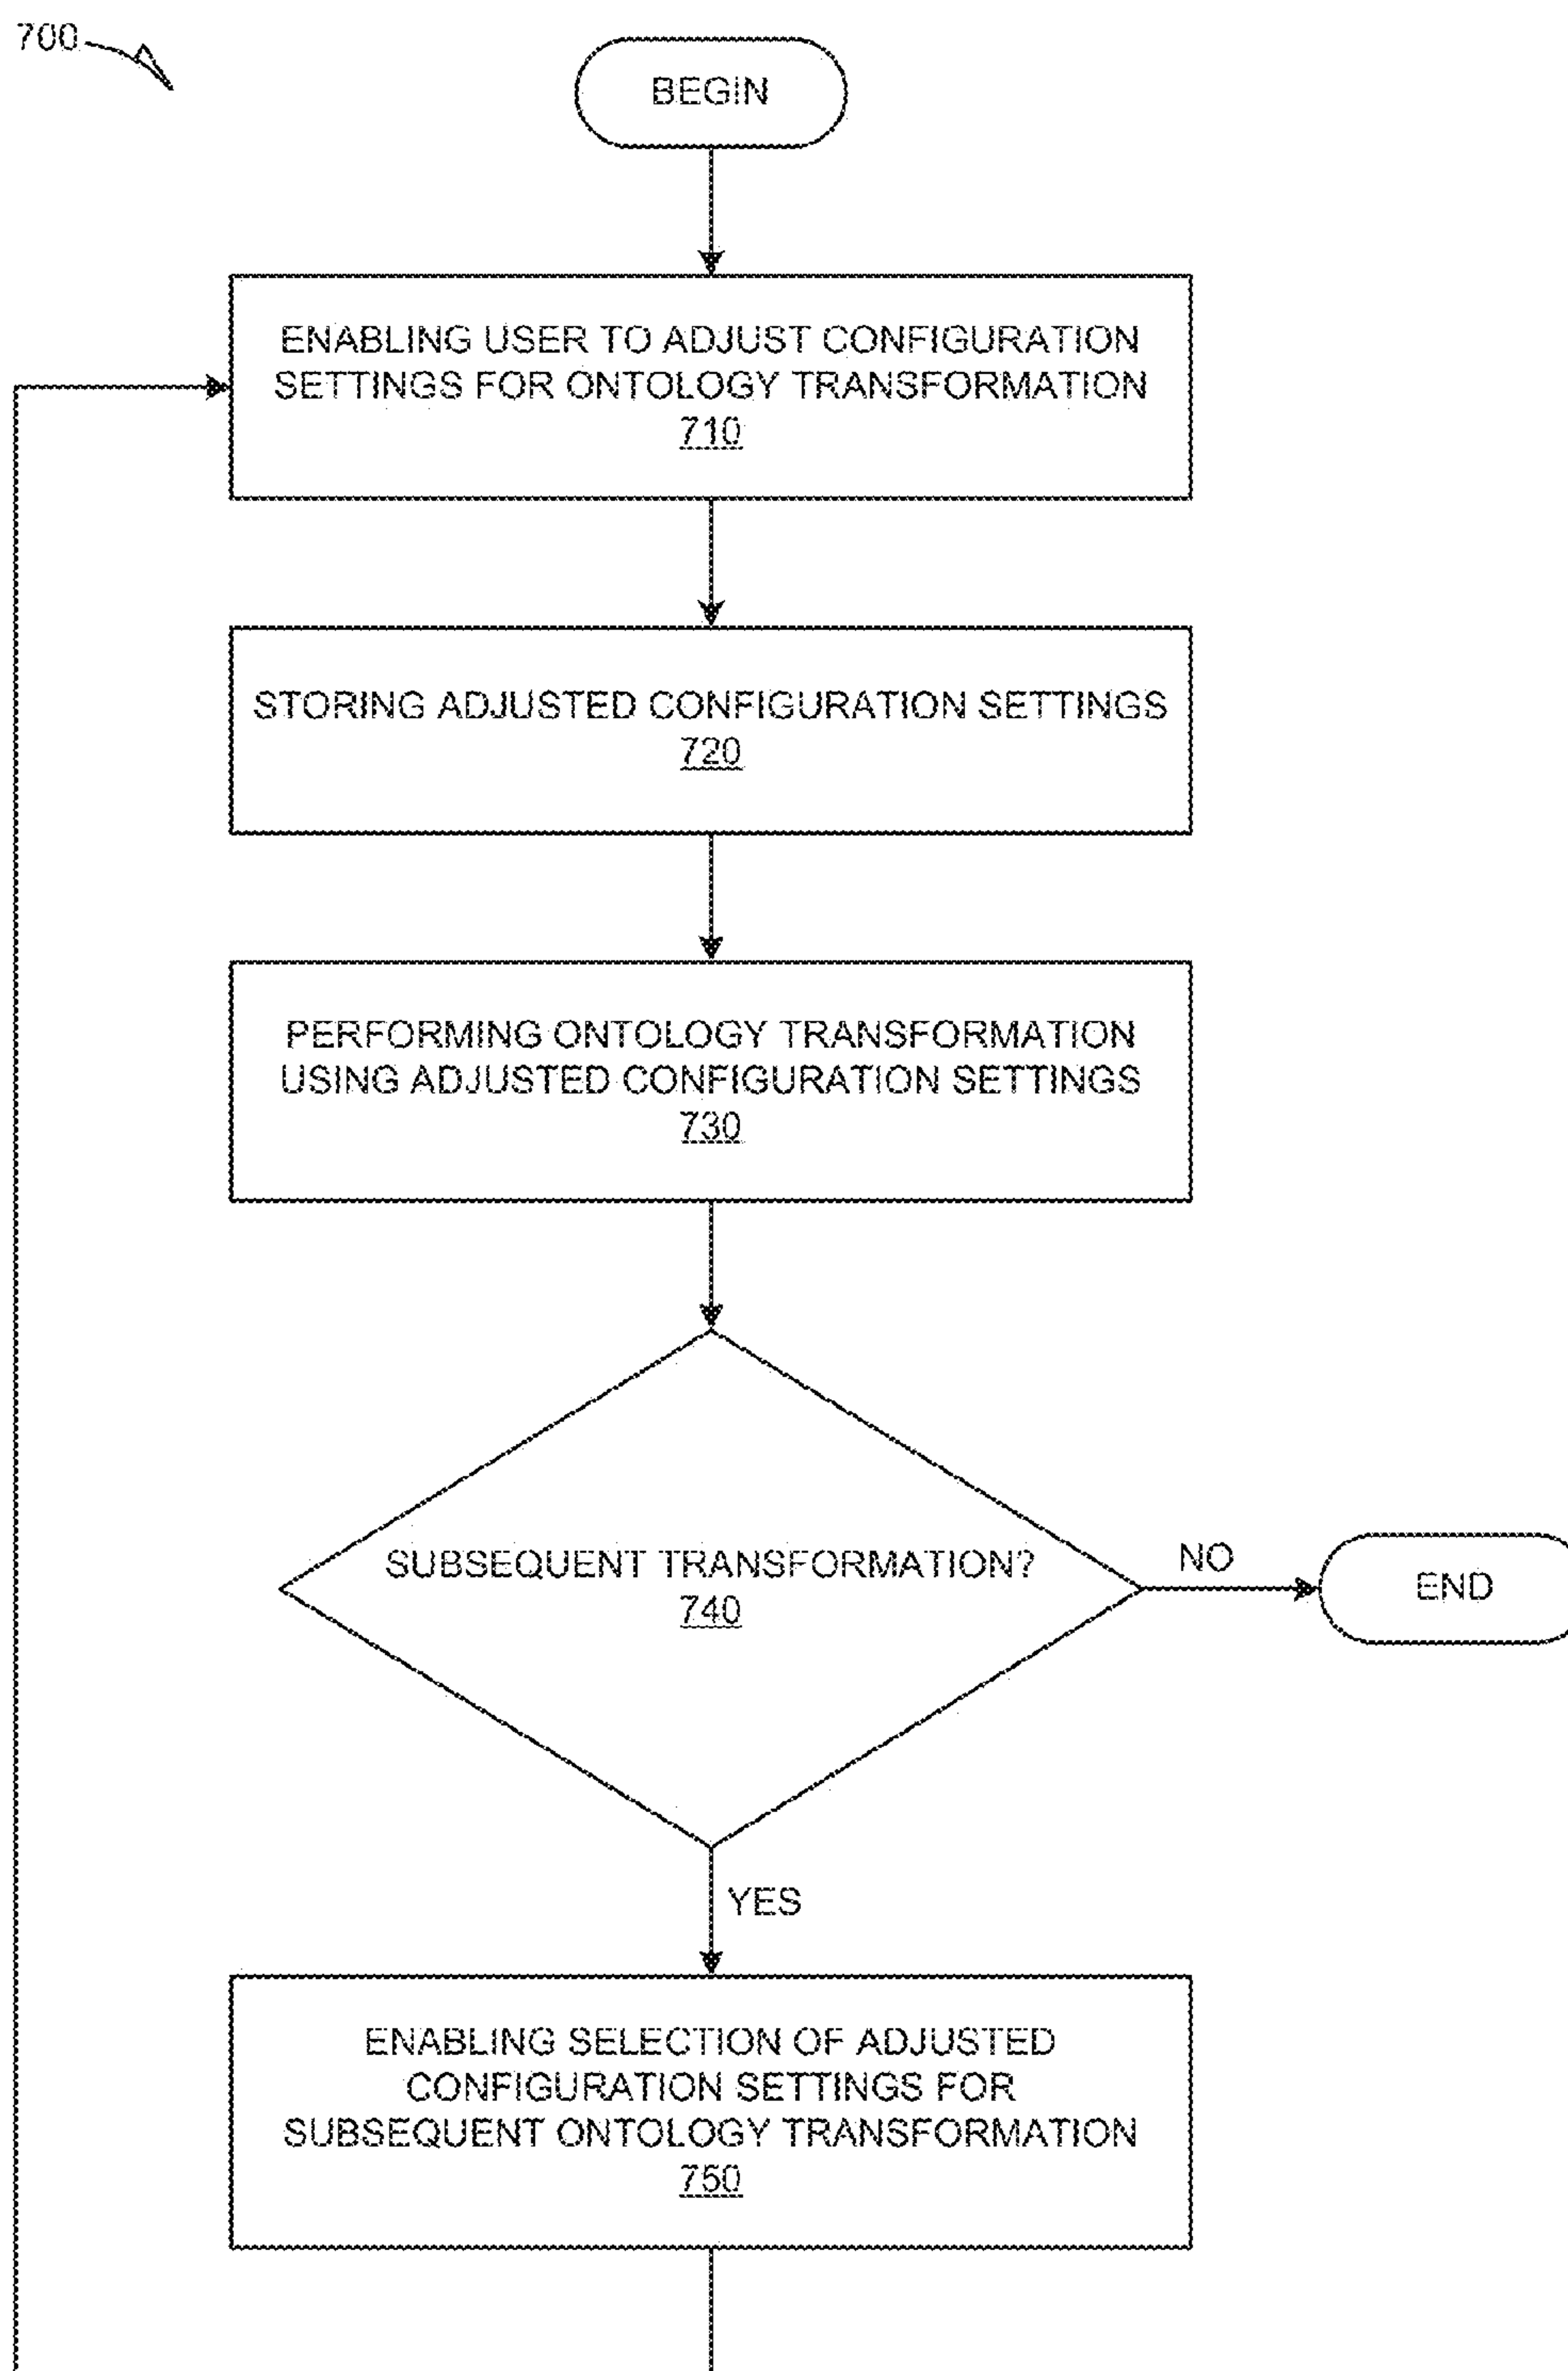 700
BEGIN
ENABLING USER TO ADJUST CONFIGURATION
SETTINGS FOR ONTOLOGY TRANSFORMATION
710
STORING ADJUSTED CONFIGURATION SETTINGS
720
PERFORMING ONTOLOGY TRANSFORMATION
USING ADJUSTED CONFIGURATION SETTINGS
730
SUBSEQUENT TRANSFORMATION?
740
NO
END
YES
ENABLING SELECTION OF ADJUSTED
CONFIGURATION SETTINGS FOR
SUBSEQUENT ONTOLOGY TRANSFORMATION
750